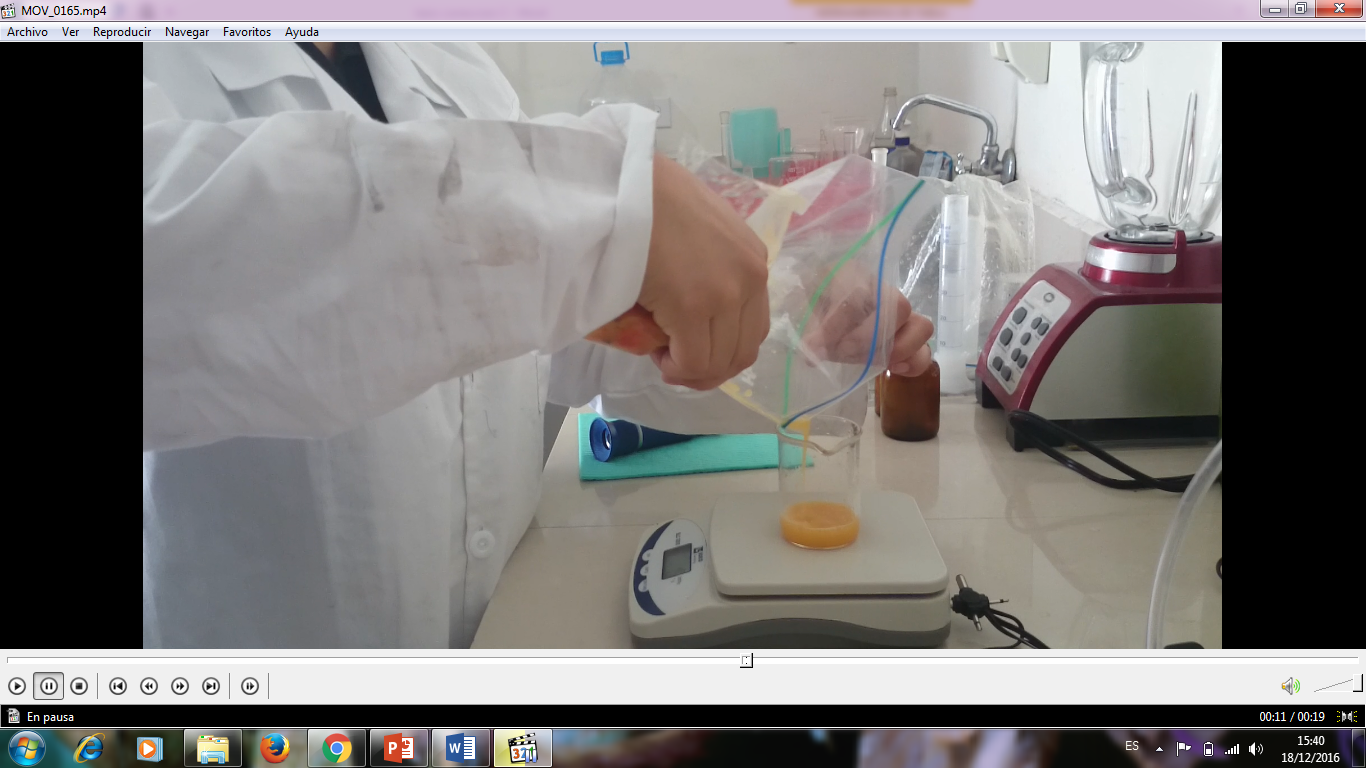 MOV_0165.mp4
Archivo Ver Reproducir Navegar Favoritos Ayuda
En pausa
00:11 / 00:19
ES
15:40
18/12/2016